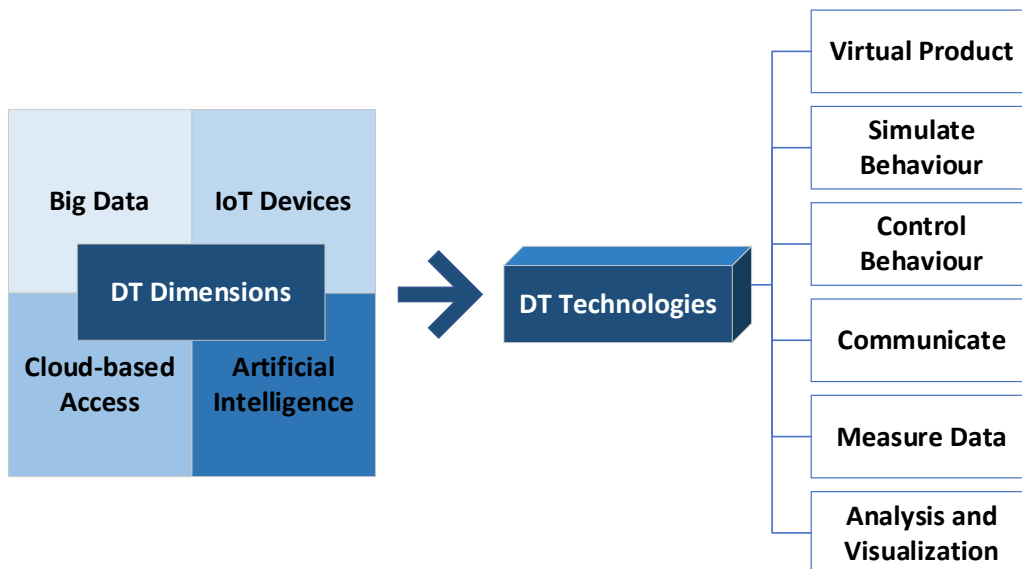 Big Data
IoT Devices
DT Dimensions
Cloud-based
Access
Artificial
Intelligence
DT Technologies
Virtual Product
Simulate
Behaviour
Control
Behaviour
Communicate
Measure Data
Analysis and
Visualization